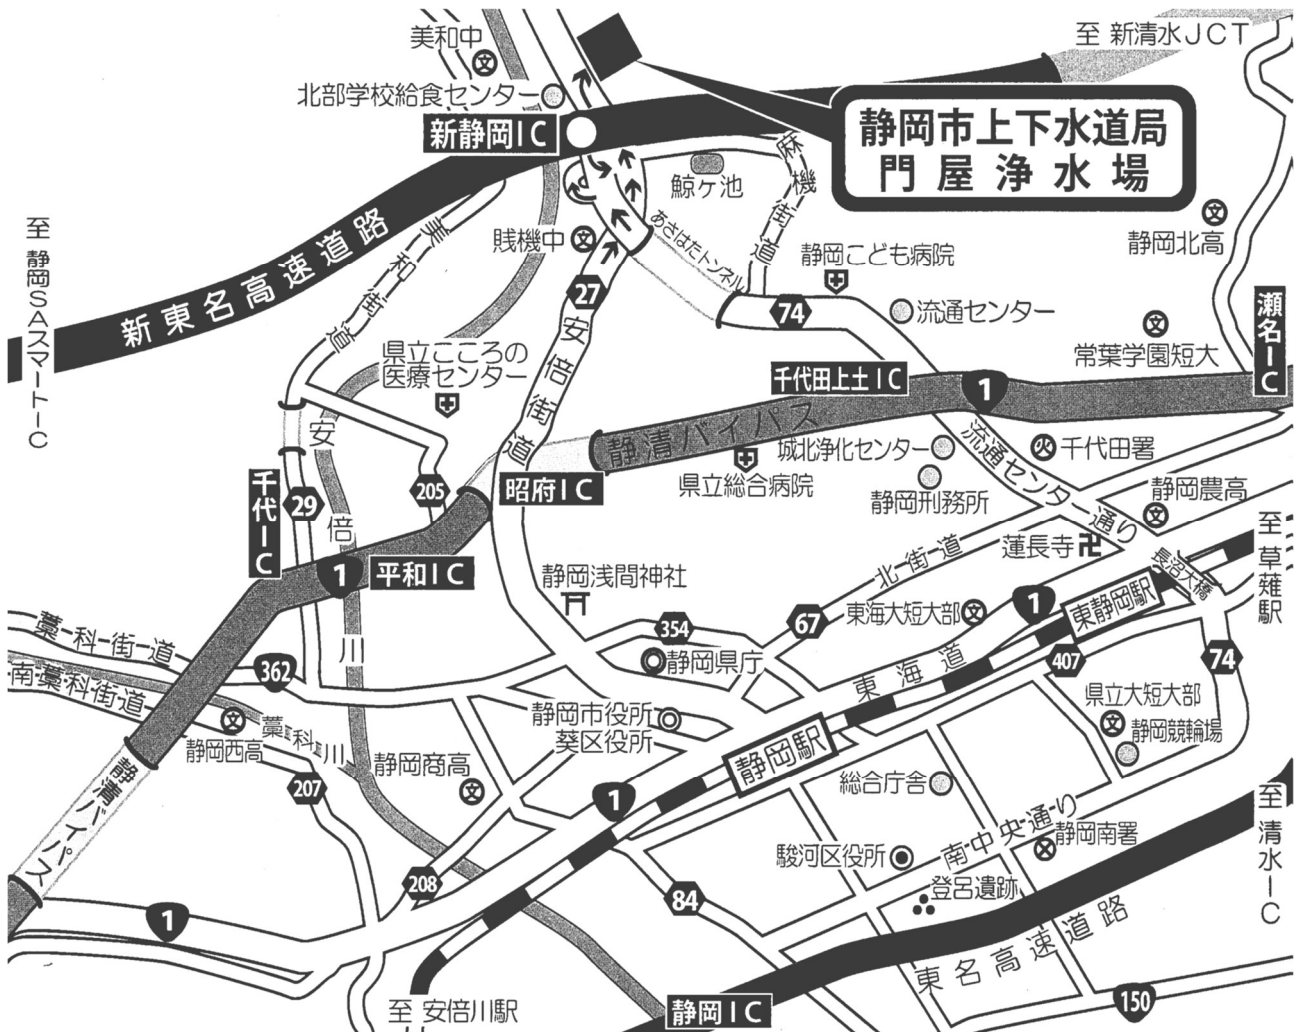 美和中
至 新清水JCT
北部学校給食センター
新静岡IC
静岡市上下水道局
門屋浄水場
麻機街道
鯨ヶ池
至 静岡SAスマートIC
美和街道
賎機中
あさはたトンネル
静岡こども病院
静岡北高
新東名高速道路
27
74
流通センター
瀬名IC
安倍街道
常葉学園短大
県立こころの
医療センター
千代田上土IC
1
静清バイパス
城北浄化センター
流通センター通り
千代田署
安倍川
千代IC
29
205
昭府IC
県立総合病院
静岡刑務所
静岡農高
1
平和IC
北街道
蓮長寺
卍
長沼大橋
至 草薙駅
静岡浅間神社
藁科街道
354
67
東海大短大部
1
東静岡駅
362
静岡県庁
東海道
407
74
南藁科街道
藁科川
静岡西高
静岡市役所
葵区役所
県立大短大部
静岡競輪場
静岡駅
静岡商高
207
総合庁舎
静清バイパス
1
南中央通り
静岡南署
至 清水IC
駿河区役所
208
84
登呂遺跡
1
東名高速道路
至 安倍川駅
静岡IC
150